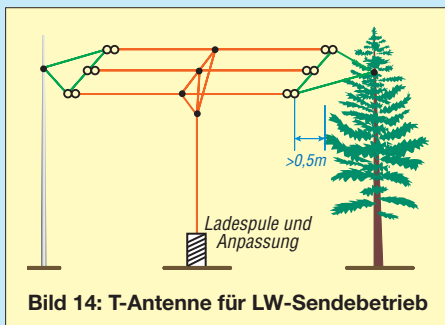 >0,5m
Ladespule und
Anpassung
Bild 14: T-Antenne für LW-Sendebetrieb